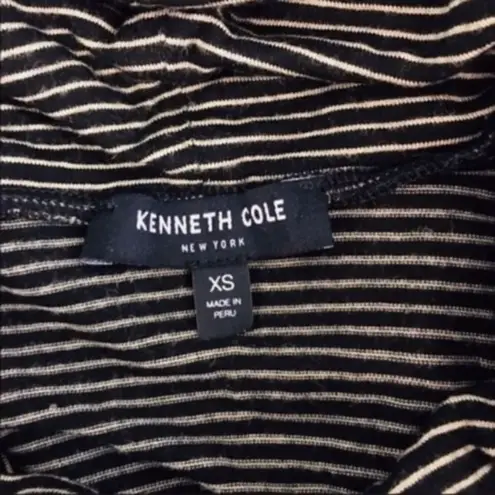 KENNETH COLE
NEW YORK
XS
MADE IN
PERU